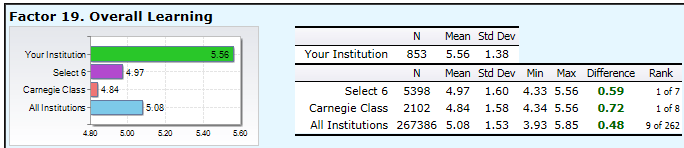 Factor 19. Overall Learning
Your Institution 5.56
Select 6 4.97
Carnegie Class 4.84
All Institutions 5.08
4.80 5.00 5.20 5.40 5.60
N Mean Std Dev
Your Institution 853 5.56 1.38
N Mean Std Dev Min Max Difference Rank
Select 6 5398 4.97 1.60 4.33 5.56 0.59 1 of 7
Carnegie Class 2102 4.84 1.58 4.34 5.56 0.72 1 of 8
All Institutions 267386 5.08 1.53 3.93 5.85 0.48 9 of 262